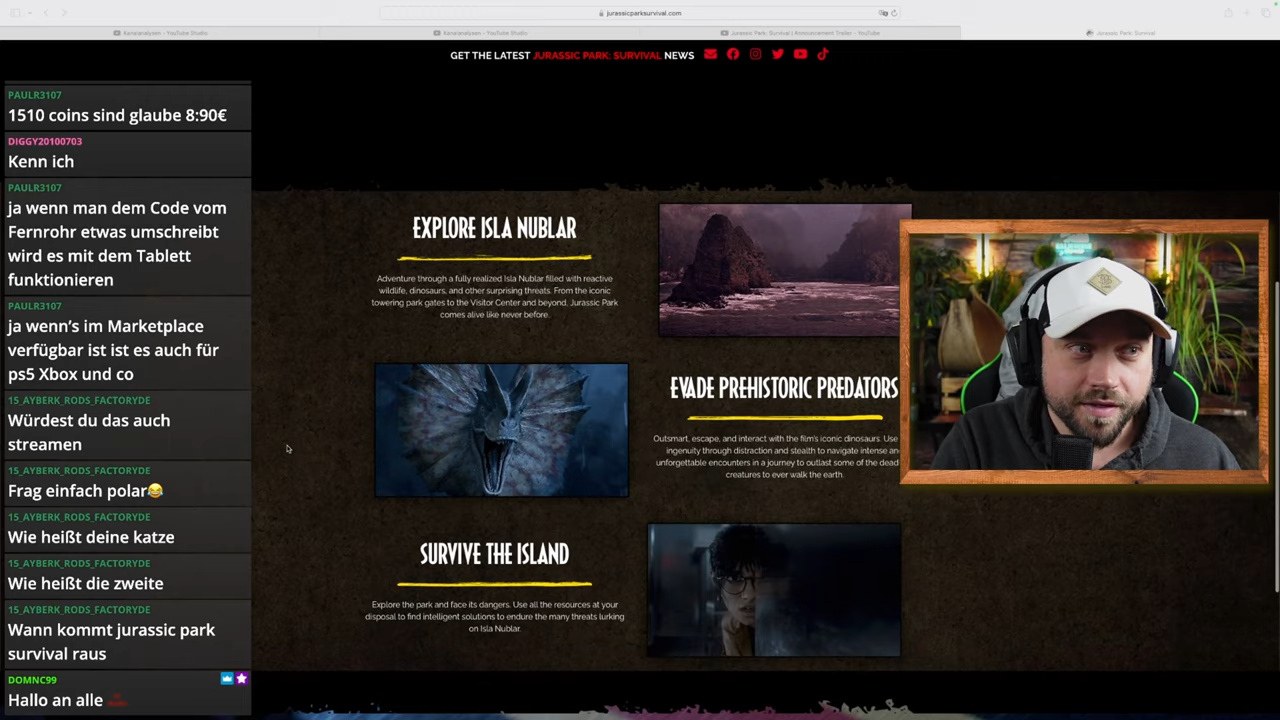 jurassicparksurvival.com
Kanalanalysen - YouTube Studio
Kanalanalysen - YouTube Studio
Jurassic Park: Survival | Announcement Trailer - YouTube
Jurassic Park: Survival
GET THE LATEST JURASSIC PARK: SURVIVAL NEWS
PAULR3107
1510 coins sind glaube 8:90€
DIGGY20100703
Kenn ich
PAULR3107
ja wenn man dem Code vom
Fernrohr etwas umschreibt
wird es mit dem Tablett
funktionieren
PAULR3107
ja wenn's im Marketplace
verfügbar ist ist es auch für
ps5 Xbox und co
15_AYBERK_RODS_FACTORYDE
Würdest du das auch
streamen
15_AYBERK_RODS_FACTORYDE
Frag einfach polar😂
15_AYBERK_RODS_FACTORYDE
Wie heißt deine katze
15_AYBERK_RODS_FACTORYDE
Wie heißt die zweite
15_AYBERK_RODS_FACTORYDE
Wann kommt jurassic park
survival raus
DOMNC99
Hallo an alle
EXPLORE ISLA NUBLAR
Adventure through a fully realized Isla Nublar filled with reactive
wildlife, dinosaurs, and other surprising threats. From the iconic
towering park gates to the Visitor Center and beyond, Jurassic Park
comes alive like never before.
EVADE PREHISTORIC PREDATORS
Outsmart, escape, and interact with the film's iconic dinosaurs. Use
ingenuity through distraction and stealth to navigate intense an
unforgettable encounters in a journey to outlast some of the dead
creatures to ever walk the earth.
SURVIVE THE ISLAND
Explore the park and face its dangers. Use all the resources at your
disposal to find intelligent solutions to endure the many threats lurking
on Isla Nublar.